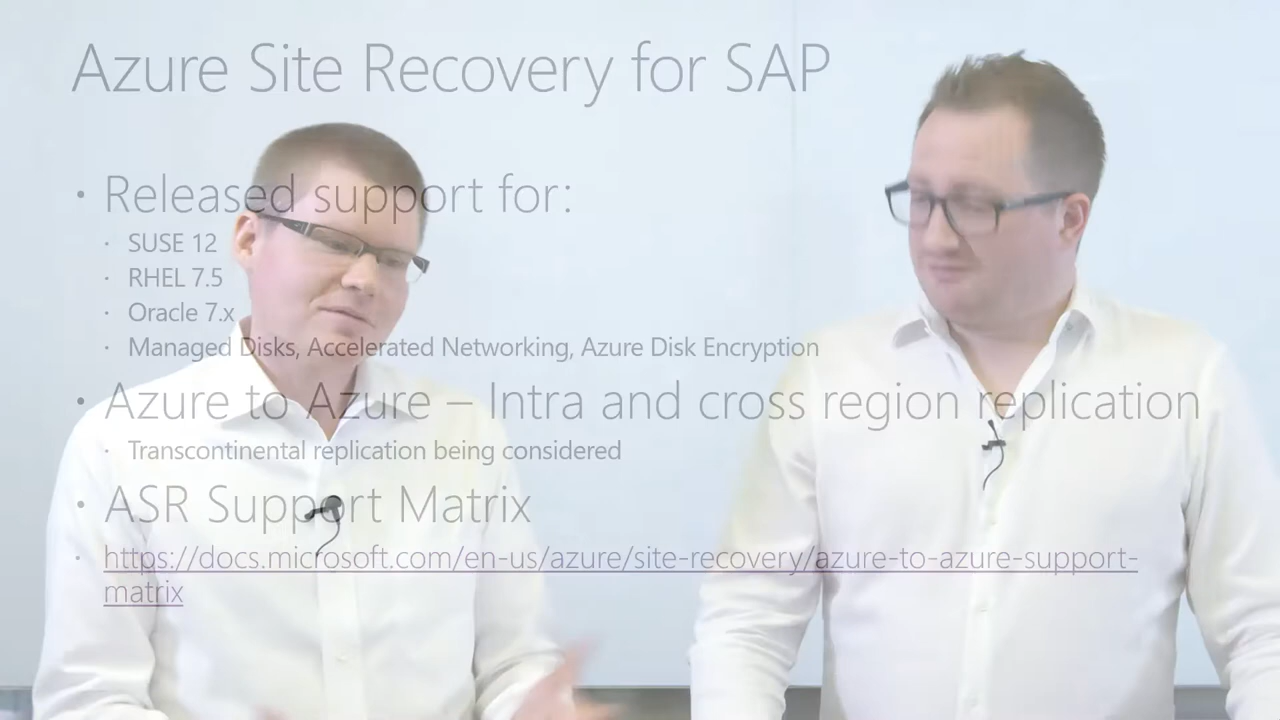 Azure Site Recovery for SAP
• Released support for:
• SUSE 12
• RHEL 7.5
• Oracle 7.x
• Managed Disks, Accelerated Networking, Azure Disk Encryption
• Azure to Azure – Intra and cross region replication
• Transcontinental replication being considered
• ASR Support Matrix
• https://docs.microsoft.com/en-us/azure/site-recovery/azure-to-azure-support-
matrix